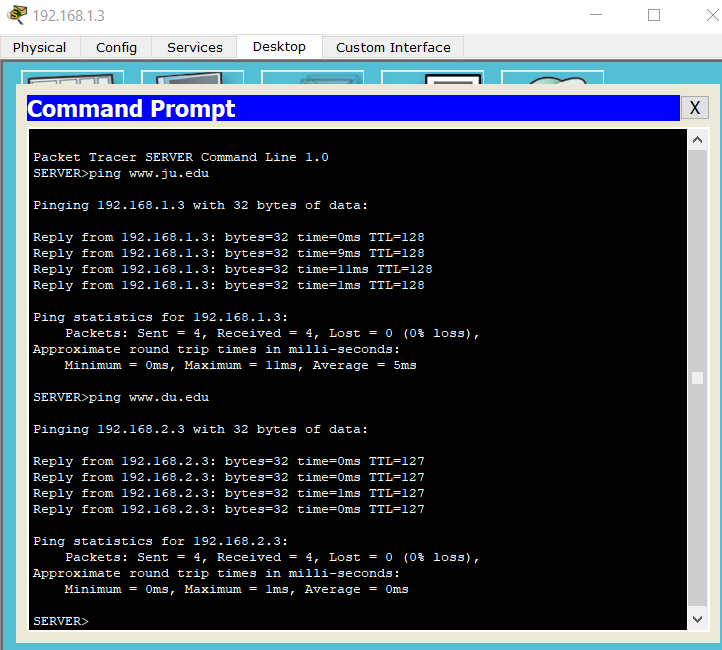 192.168.1.3
Physical Config Services Desktop Custom Interface
Command Prompt X
Packet Tracer SERVER Command Line 1.0
SERVER>ping www.ju.edu
Pinging 192.168.1.3 with 32 bytes of data:
Reply from 192.168.1.3: bytes=32 time=0ms TTL=128
Reply from 192.168.1.3: bytes=32 time=9ms TTL=128
Reply from 192.168.1.3: bytes=32 time=11ms TTL=128
Reply from 192.168.1.3: bytes=32 time=1ms TTL=128
Ping statistics for 192.168.1.3:
Packets: Sent = 4, Received = 4, Lost = 0 (0% loss),
Approximate round trip times in milli-seconds:
Minimum = 0ms, Maximum = 11ms, Average = 5ms
SERVER>ping www.du.edu
Pinging 192.168.2.3 with 32 bytes of data:
Reply from 192.168.2.3: bytes=32 time=0ms TTL=127
Reply from 192.168.2.3: bytes=32 time=0ms TTL=127
Reply from 192.168.2.3: bytes=32 time=1ms TTL=127
Reply from 192.168.2.3: bytes=32 time=0ms TTL=127
Ping statistics for 192.168.2.3:
Packets: Sent = 4, Received = 4, Lost = 0 (0% loss),
Approximate round trip times in milli-seconds:
Minimum = 0ms, Maximum = 1ms, Average = 0ms
SERVER>